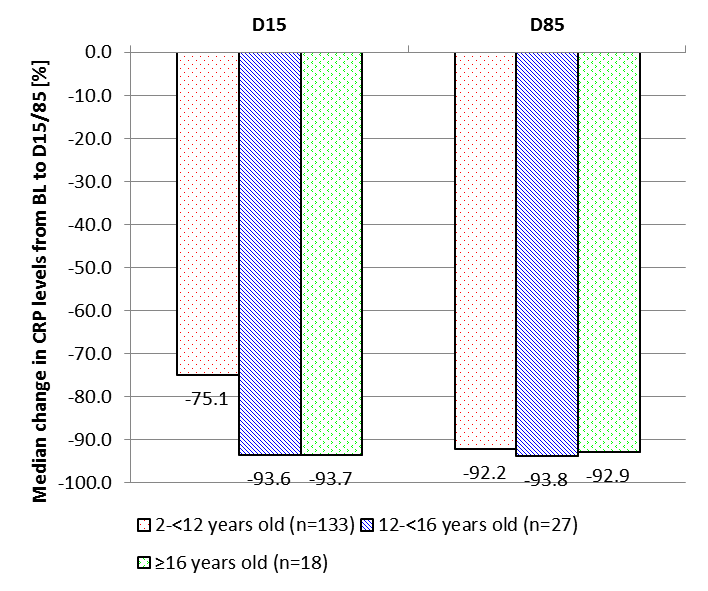 D15 D85
Median change in CRP levels from BL to D15/85 [%]
0.0
-10.0
-20.0
-30.0
-40.0
-50.0
-60.0
-70.0
-80.0
-90.0
-100.0
-75.1
-93.6 -93.7
-92.2 -93.8 -92.9
2-<12 years old (n=133) 12-<16 years old (n=27)
≥16 years old (n=18)